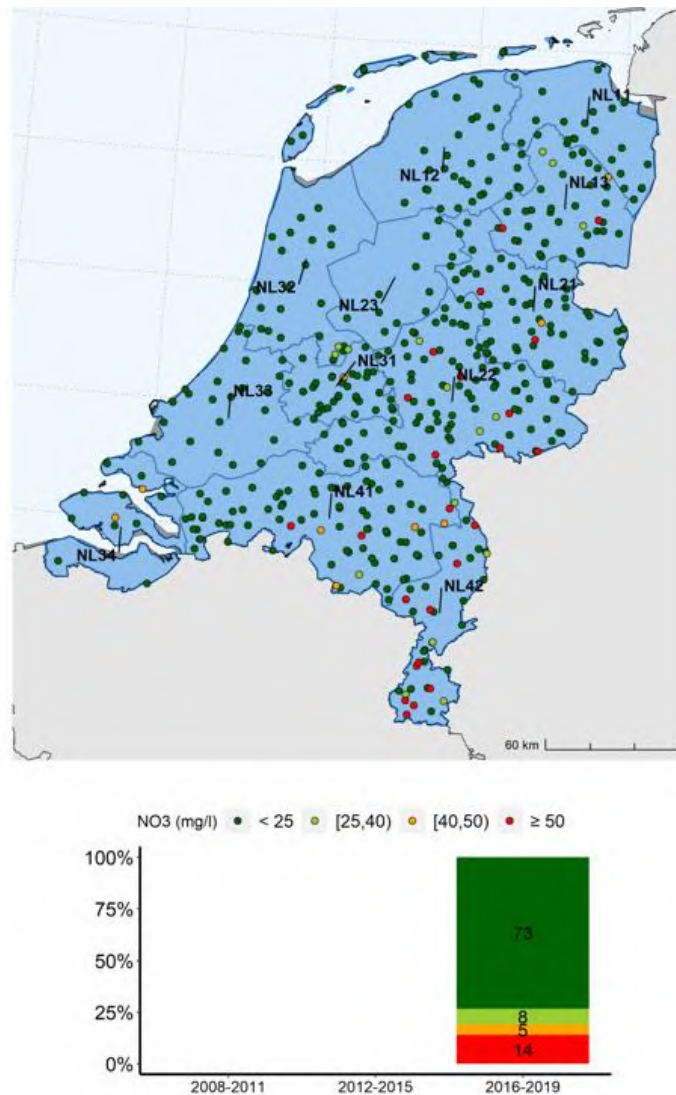 NL11
NL12
NL13
NL32
NL23
NL21
NL31
NL33
NL22
NL41
NL34
NL42
60 km
NO3 (mg/l) < 25 [25,40) [40,50) ≥ 50
100%
75%
73
50%
25%
8
5
14
0%
2008-2011 2012-2015 2016-2019